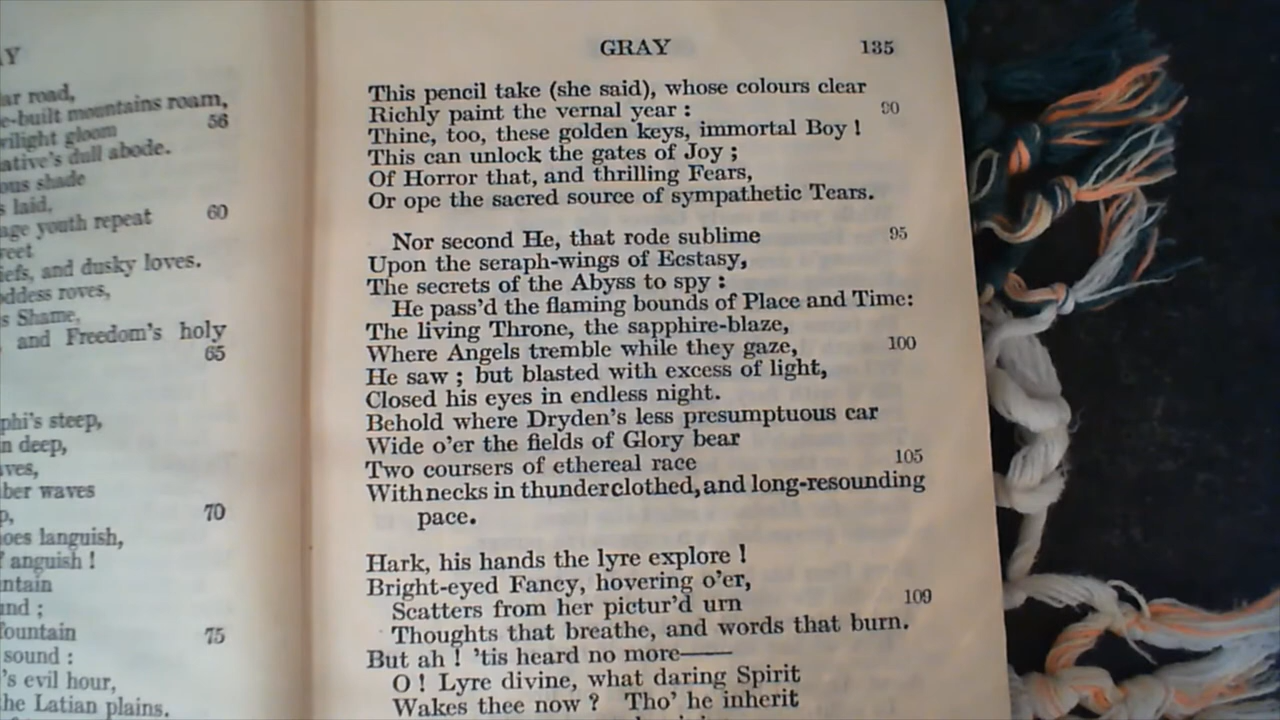 Y
ar road,
e-built mountains roam,
wilight gloom 56
ative's dull abode.
ous shade
s laid,
age youth repeat 60
reet
iefs, and dusky loves.
oddess roves,
s Shame,
, and Freedom's holy
65
phi's steep,
n deep,
ves,
ber waves
p, 70
oes languish,
f anguish !
ntain
und ;
fountain 75
sound :
's evil hour,
he Latian plains.
GRAY 135
This pencil take (she said), whose colours clear
Richly paint the vernal year : 90
Thine, too, these golden keys, immortal Boy !
This can unlock the gates of Joy ;
Of Horror that, and thrilling Fears,
Or ope the sacred source of sympathetic Tears.
Nor second He, that rode sublime 95
Upon the seraph-wings of Ecstasy,
The secrets of the Abyss to spy :
He pass'd the flaming bounds of Place and Time:
The living Throne, the sapphire-blaze,
Where Angels tremble while they gaze, 100
He saw ; but blasted with excess of light,
Closed his eyes in endless night.
Behold where Dryden's less presumptuous car
Wide o'er the fields of Glory bear
Two coursers of ethereal race 105
With necks in thunder clothed, and long-resounding
pace.
Hark, his hands the lyre explore !
Bright-eyed Fancy, hovering o'er,
Scatters from her pictur'd urn 109
Thoughts that breathe, and words that burn.
But ah ! 'tis heard no more——
O ! Lyre divine, what daring Spirit
Wakes thee now ? Tho' he inherit